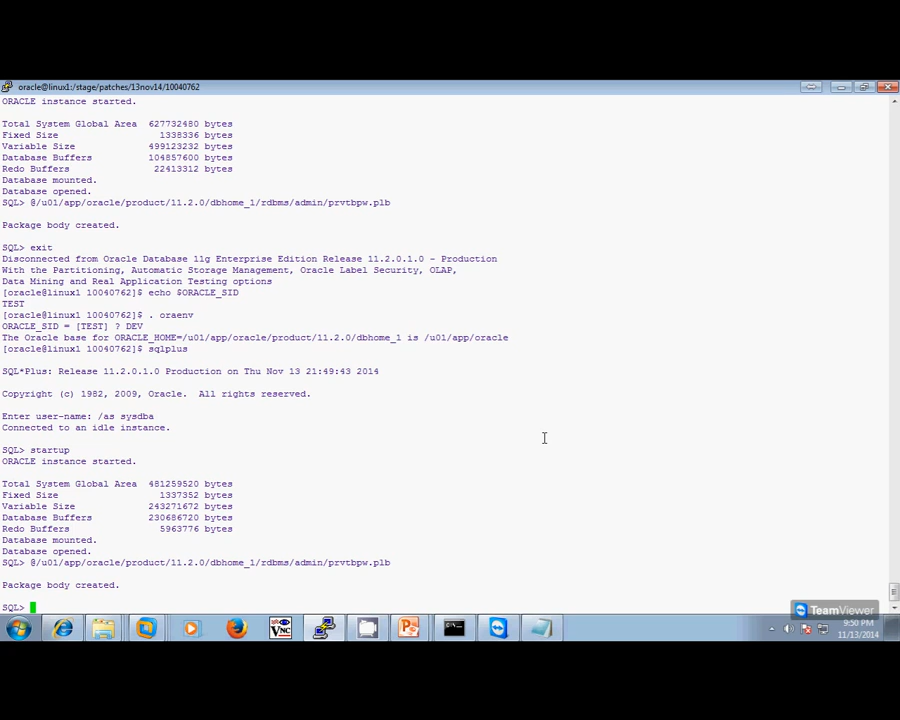 oracle@linux1:/stage/patches/13nov14/10040762
ORACLE instance started.
Total System Global Area  627732480 bytes
Fixed Size                  1338336 bytes
Variable Size             499123232 bytes
Database Buffers          104857600 bytes
Redo Buffers               22413312 bytes
Database mounted.
Database opened.
SQL> @/u01/app/oracle/product/11.2.0/dbhome_1/rdbms/admin/prvtbpw.plb
Package body created.
SQL> exit
Disconnected from Oracle Database 11g Enterprise Edition Release 11.2.0.1.0 - Production
With the Partitioning, Automatic Storage Management, Oracle Label Security, OLAP,
Data Mining and Real Application Testing options
[oracle@linux1 10040762]$ echo $ORACLE_SID
TEST
[oracle@linux1 10040762]$ . oraenv
ORACLE_SID = [TEST] ? DEV
The Oracle base for ORACLE_HOME=/u01/app/oracle/product/11.2.0/dbhome_1 is /u01/app/oracle
[oracle@linux1 10040762]$ sqlplus
SQL*Plus: Release 11.2.0.1.0 Production on Thu Nov 13 21:49:43 2014
Copyright (c) 1982, 2009, Oracle.  All rights reserved.
Enter user-name: /as sysdba
Connected to an idle instance.
SQL> startup
ORACLE instance started.
Total System Global Area  481259520 bytes
Fixed Size                  1337352 bytes
Variable Size             243271672 bytes
Database Buffers          230686720 bytes
Redo Buffers                5963776 bytes
Database mounted.
Database opened.
SQL> @/u01/app/oracle/product/11.2.0/dbhome_1/rdbms/admin/prvtbpw.plb
Package body created.
SQL>
TeamViewer
9:50 PM
11/13/2014